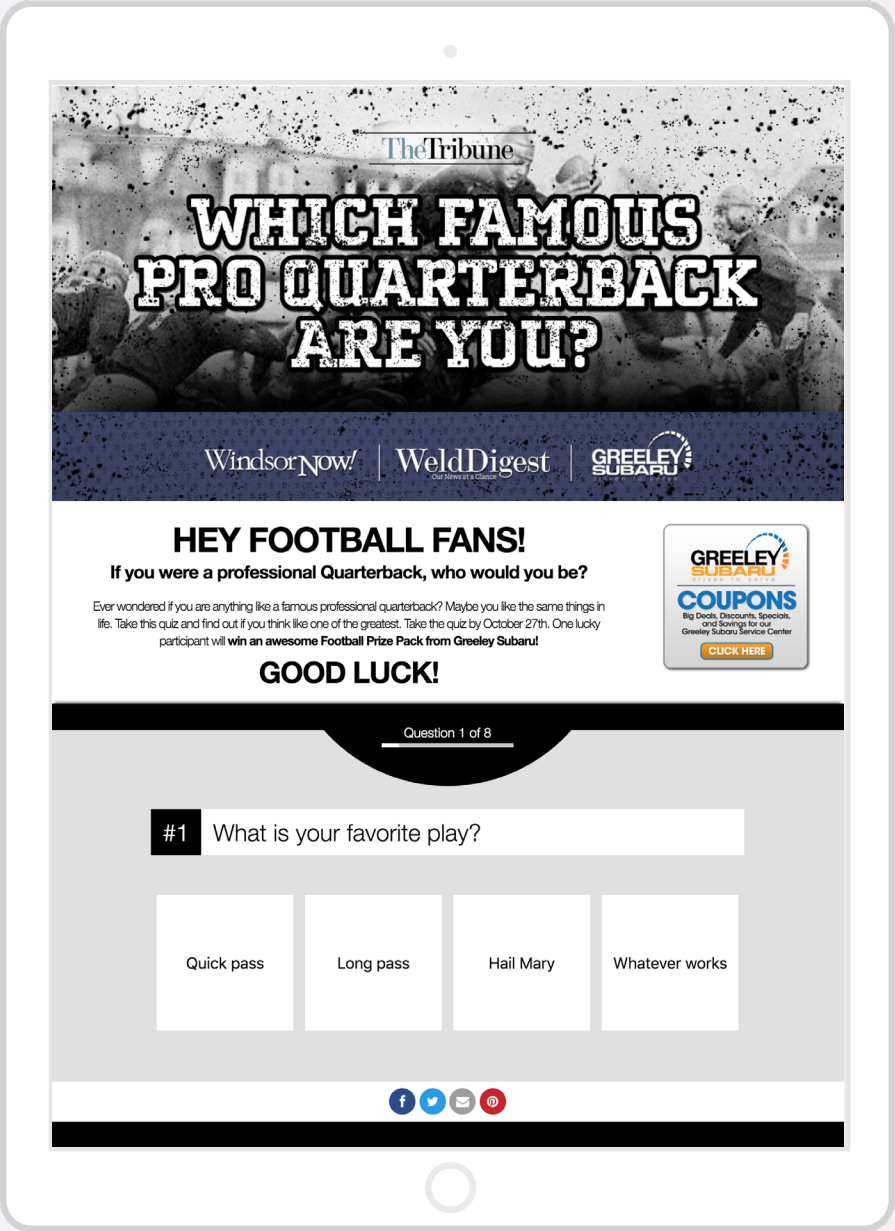 TheTribune
WHICH FAMOUS
PRO QUARTERBACK
ARE YOU?
WindsorNow!
WeldDigest
Our News at a Glance
GREELEY
SUBARU
driven to serve
HEY FOOTBALL FANS!
If you were a professional Quarterback, who would you be?
Ever wondered if you are anything like a famous professional quarterback? Maybe you like the same things in
life. Take this quiz and find out if you think like one of the greatest. Take the quiz by October 27th. One lucky
participant will win an awesome Football Prize Pack from Greeley Subaru!
GOOD LUCK!
GREELEY
SUBARU
driven to serve
COUPONS
Big Deals, Discounts, Specials,
and Savings for our
Greeley Subaru Service Center
CLICK HERE
Question 1 of 8
#1 What is your favorite play?
Quick pass
Long pass
Hail Mary
Whatever works